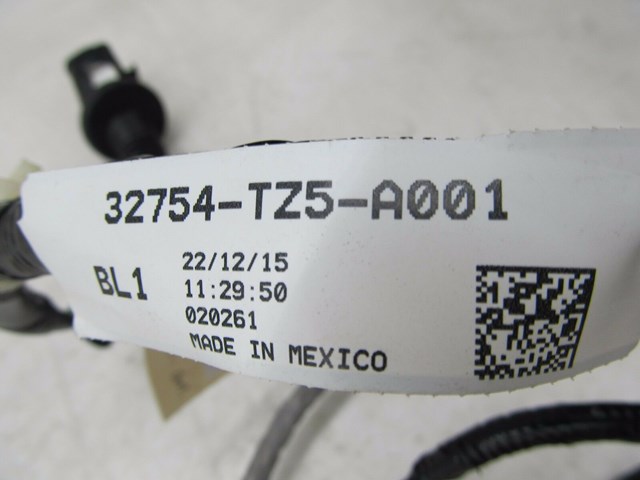 32754-TZ5-A001
BL1
22/12/15
11:29:50
020261
MADE IN MEXICO